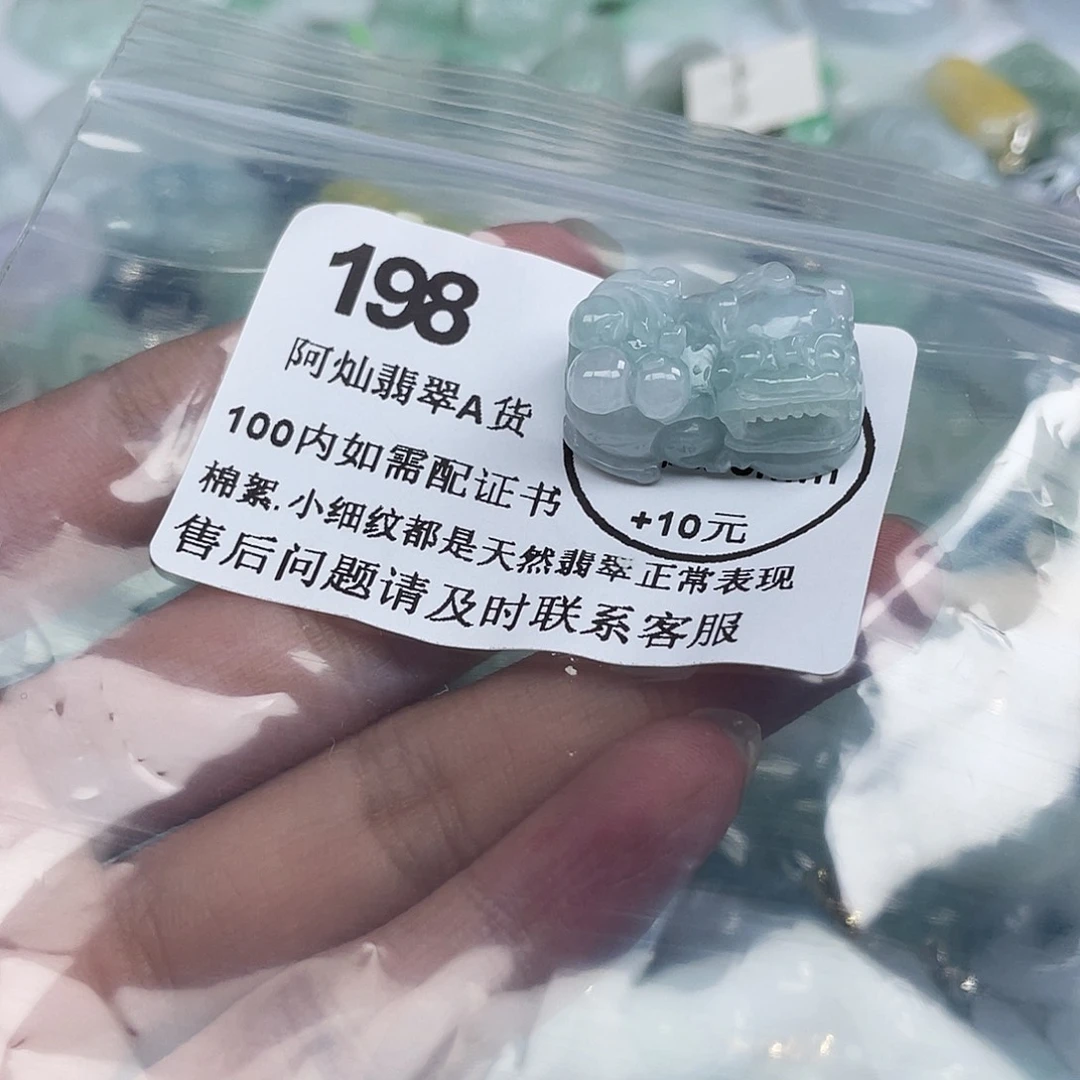 198
阿灿翡翠A货
100内如需配证书
+10元
棉絮.小细纹都是天然翡翠正常表现
售后问题请及时联系客服